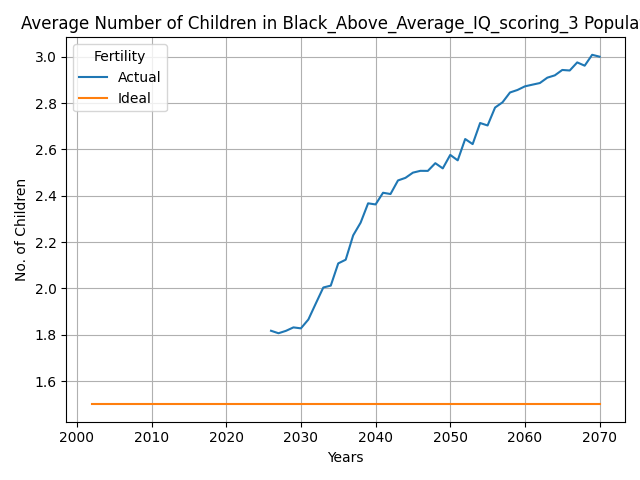 Average Number of Children in Black_Above_Average_IQ_scoring_3 Popula
Fertility
Actual
Ideal
No. of Children
3.0
2.8
2.6
2.4
2.2
2.0
1.8
1.6
2000 2010 2020 2030 2040 2050 2060 2070
Years